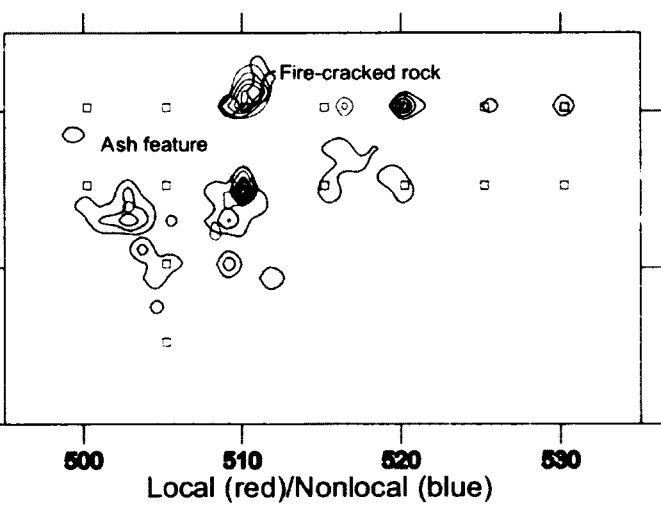 Fire-cracked rock
Ash feature
500 510 520 530
Local (red)/Nonlocal (blue)